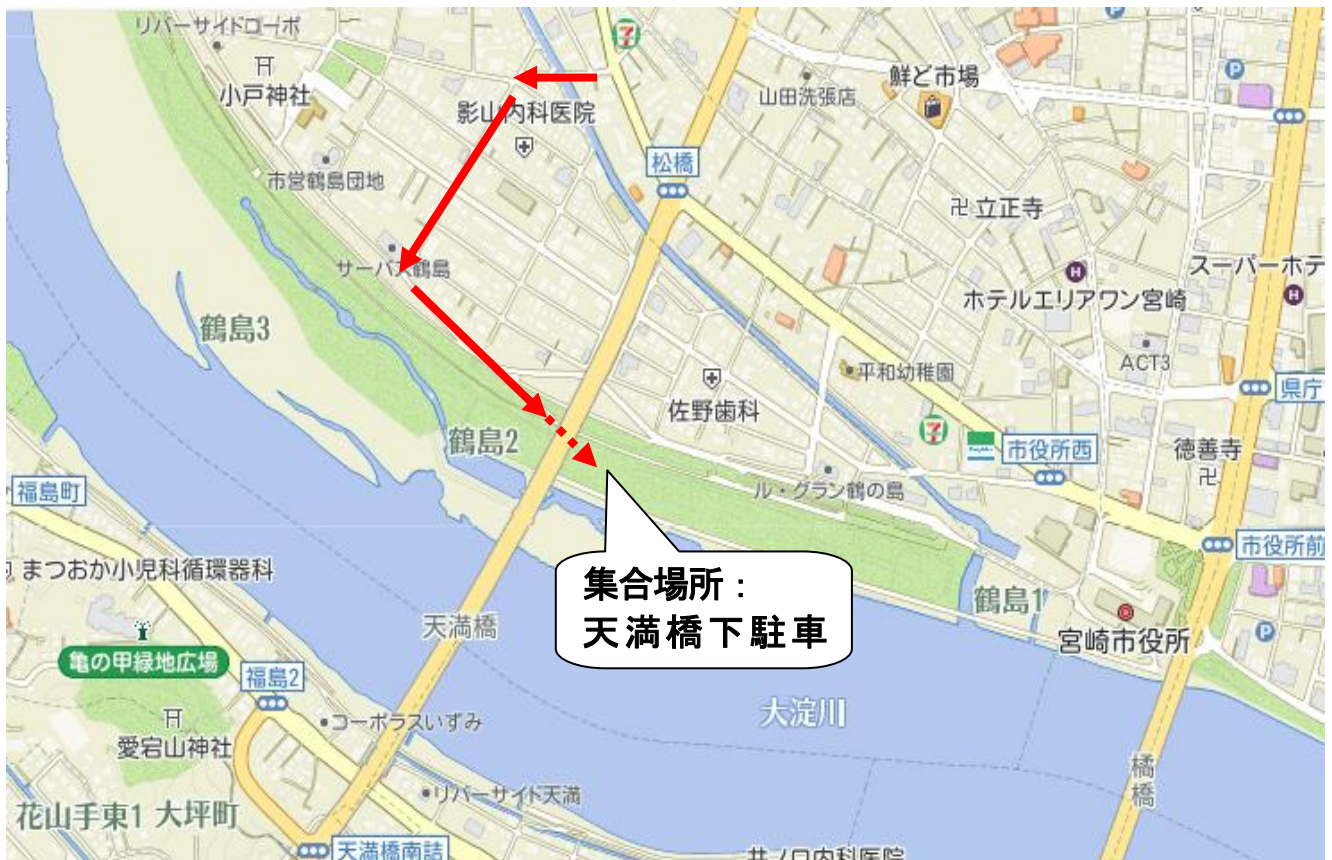 リバーサイドローポ
小戸神社
影山内科医院
市営鶴島団地
サーパス鶴島
鶴島3
松橋
山田洗張店
鮮ど市場
立正寺
スーパーホテ
ホテルエリアワン宮崎
ACT3
平和幼稚園
佐野歯科
県庁
市役所西
徳善寺
鶴島2
ル・グラン鶴の島
福島町
市役所前
まつおか小児科循環器科
集合場所：
天満橋下駐車
鶴島1
宮崎市役所
天満橋
亀の甲緑地広場
福島2
コーポラスいずみ
大淀川
愛宕山神社
橘橋
リバーサイド天満
花山手東1 大坪町
天満橋南詰
井ノ口内科医院